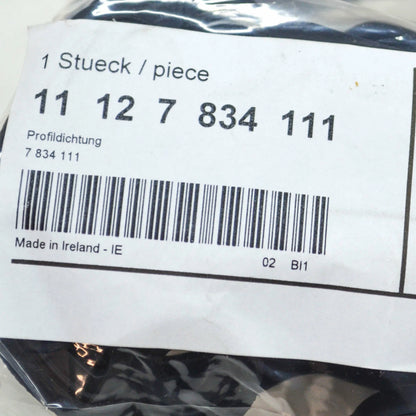 1 Stueck / piece
11 12 7 834 111
Profildichtung
7 834 111
Made in Ireland - IE 02 BI1